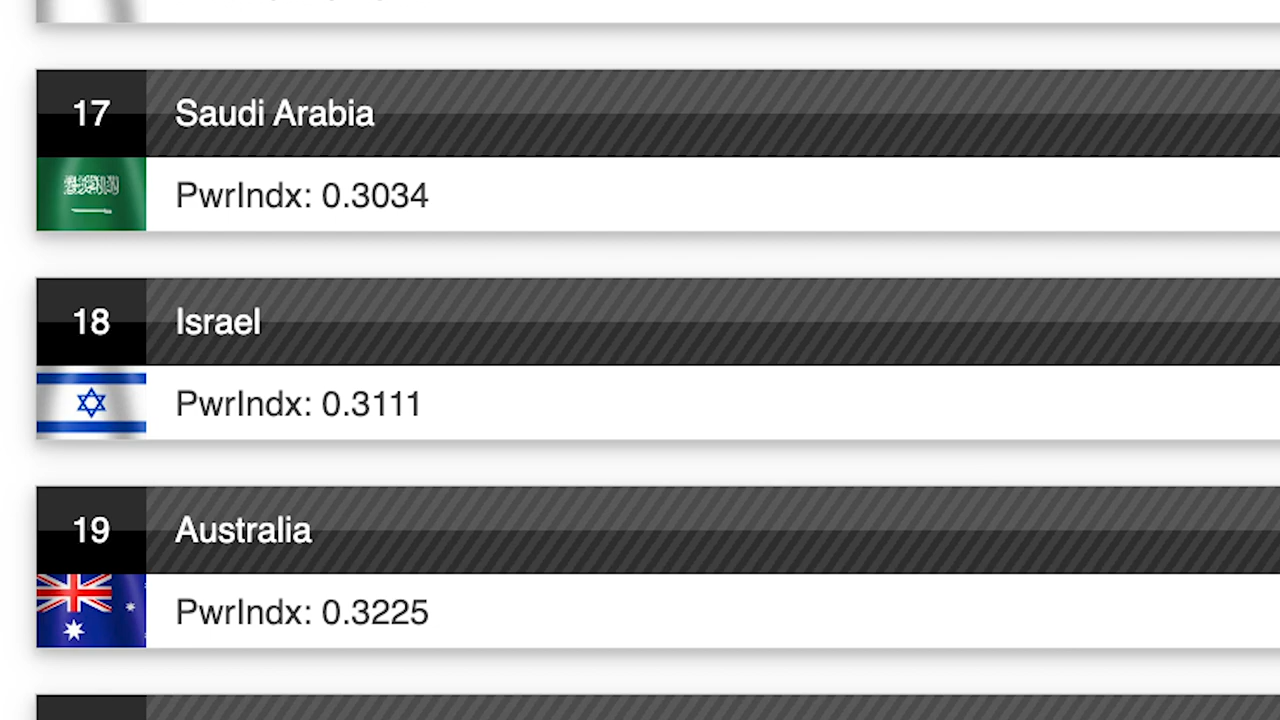 17
Saudi Arabia
PwrIndx: 0.3034
18
Israel
PwrIndx: 0.3111
19
Australia
PwrIndx: 0.3225